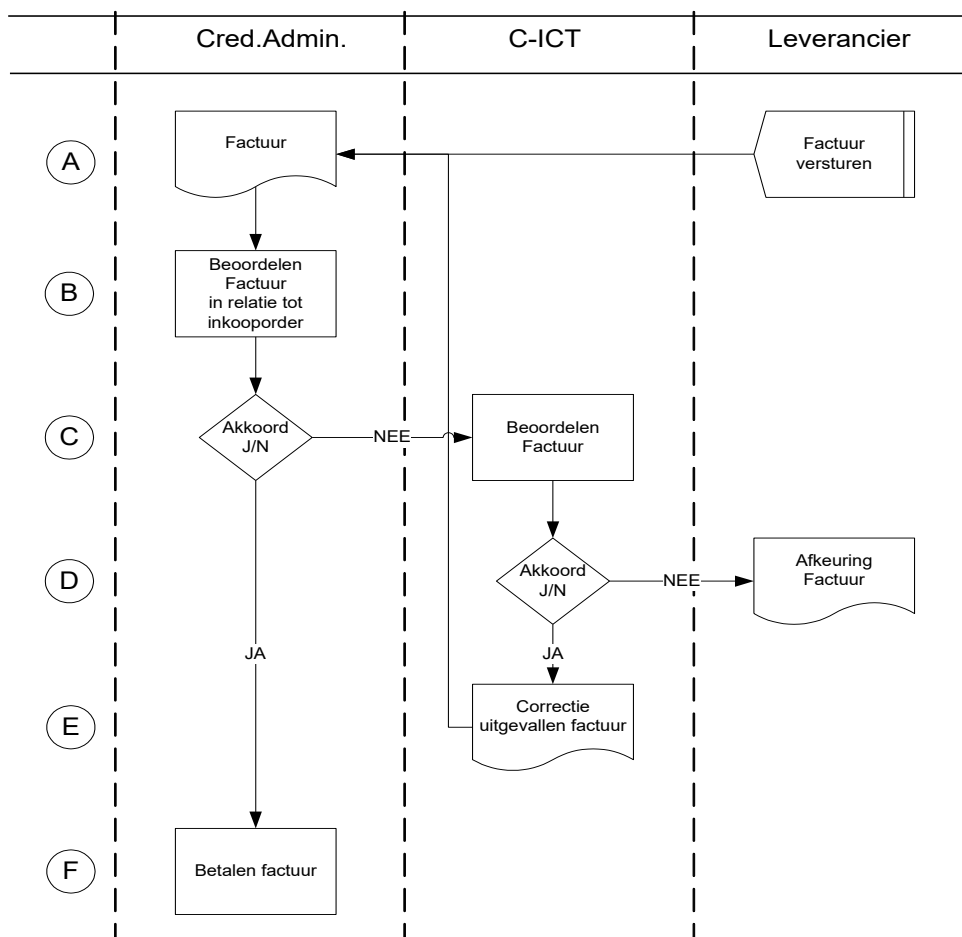 Cred.Admin.
C-ICT
Leverancier
A
Factuur
Factuur
versturen
B
Beoordelen
Factuur
in relatie tot
inkooporder
C
Akkoord
J/N
NEE
Beoordelen
Factuur
D
Akkoord
J/N
NEE
Afkeuring
Factuur
JA
JA
E
Correctie
uitgevallen factuur
F
Betalen factuur